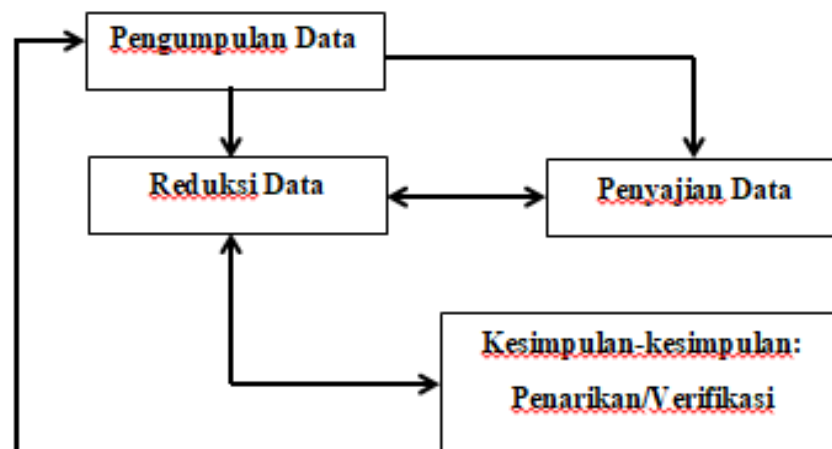 Pengumpulan Data
Reduksi Data
Penyajian Data
Kesimpulan-kesimpulan:
Penarikan/Verifikasi